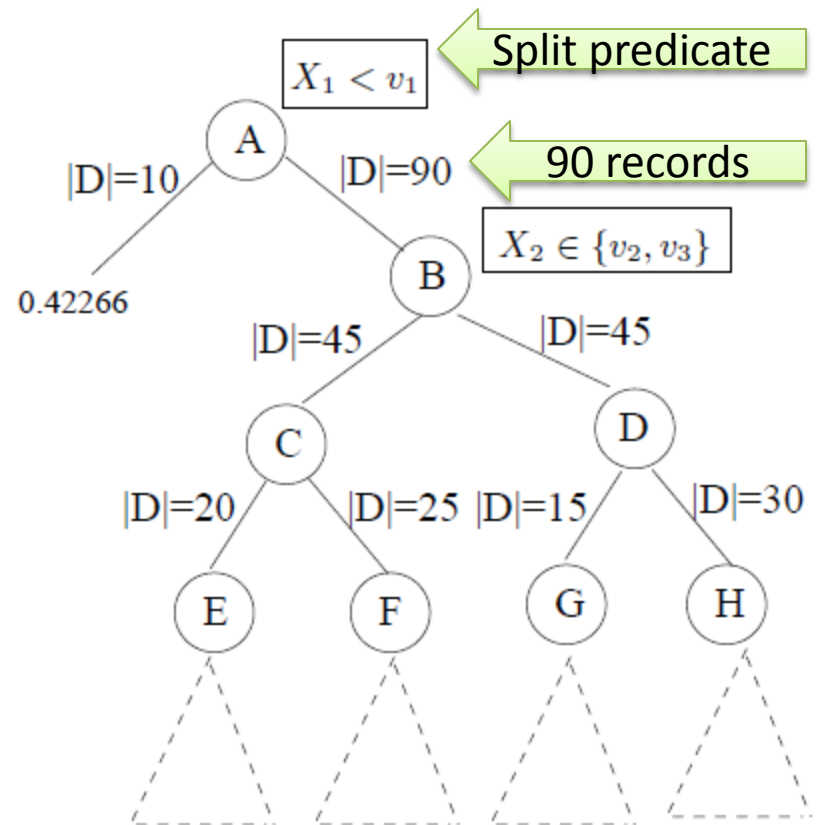 Split predicate
X₁ < v₁
A
|D|=10
|D|=90
90 records
X₂ ∈ {v₂, v₃}
B
0.42266
|D|=45
|D|=45
C
D
|D|=20
|D|=25
|D|=15
|D|=30
E
F
G
H